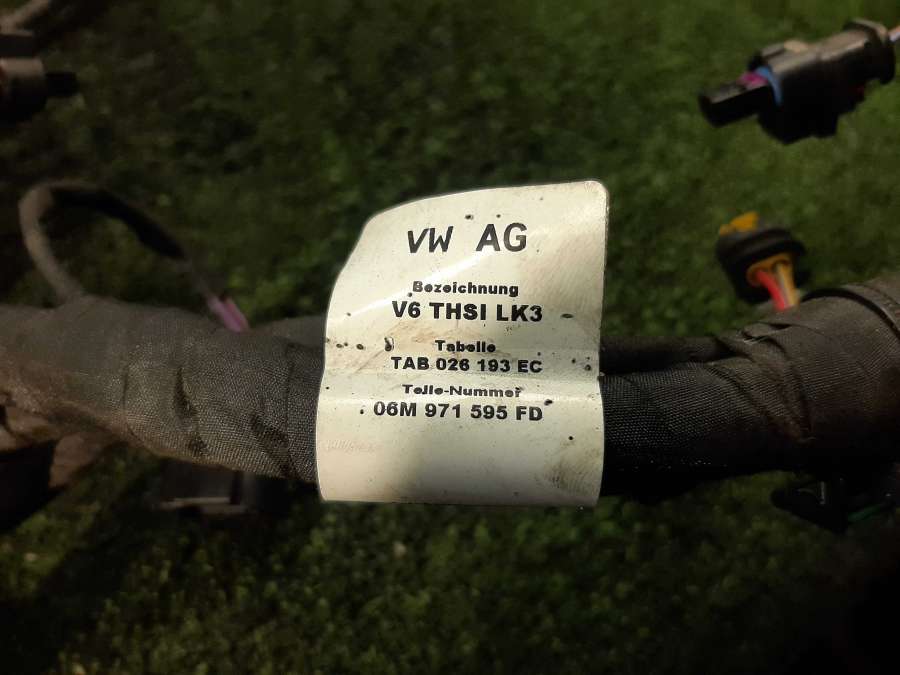 VW AG
Bezeichnung
V6 THSI LK3
Tabelle
TAB 026 193 EC
Teile-Nummer
06M 971 595 FD